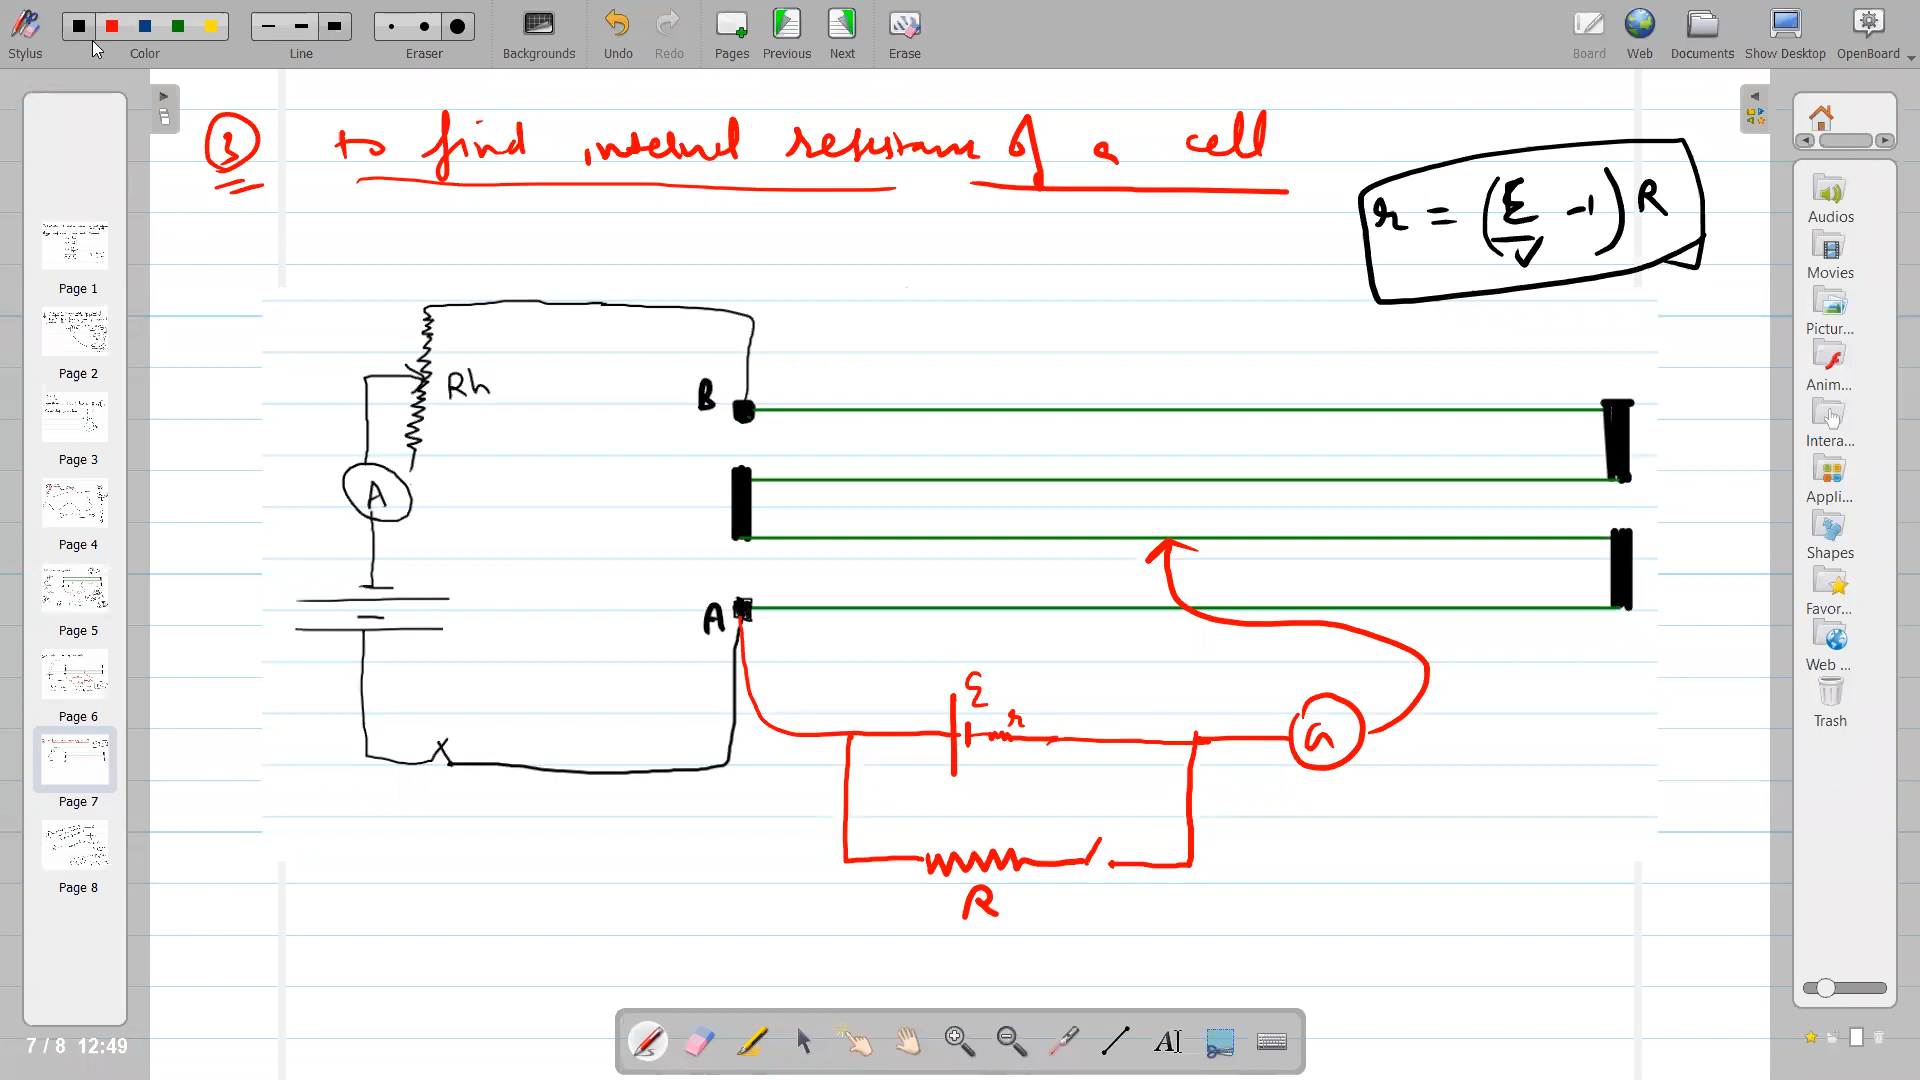 Stylus
Color
Line
Eraser
Backgrounds
Undo
Redo
Pages
Previous
Next
Erase
Board
Web
Documents
Show Desktop
OpenBoard
3 to find internal resistance of a cell
r = (ε/V - 1) R
Rh
B
A
A
ε
r
G
R
Page 1
Page 2
Page 3
Page 4
Page 5
Page 6
Page 7
Page 8
7 / 8 12:49
Audios
Movies
Pictur...
Anim...
Intera...
Appli...
Shapes
Favor...
Web ...
Trash